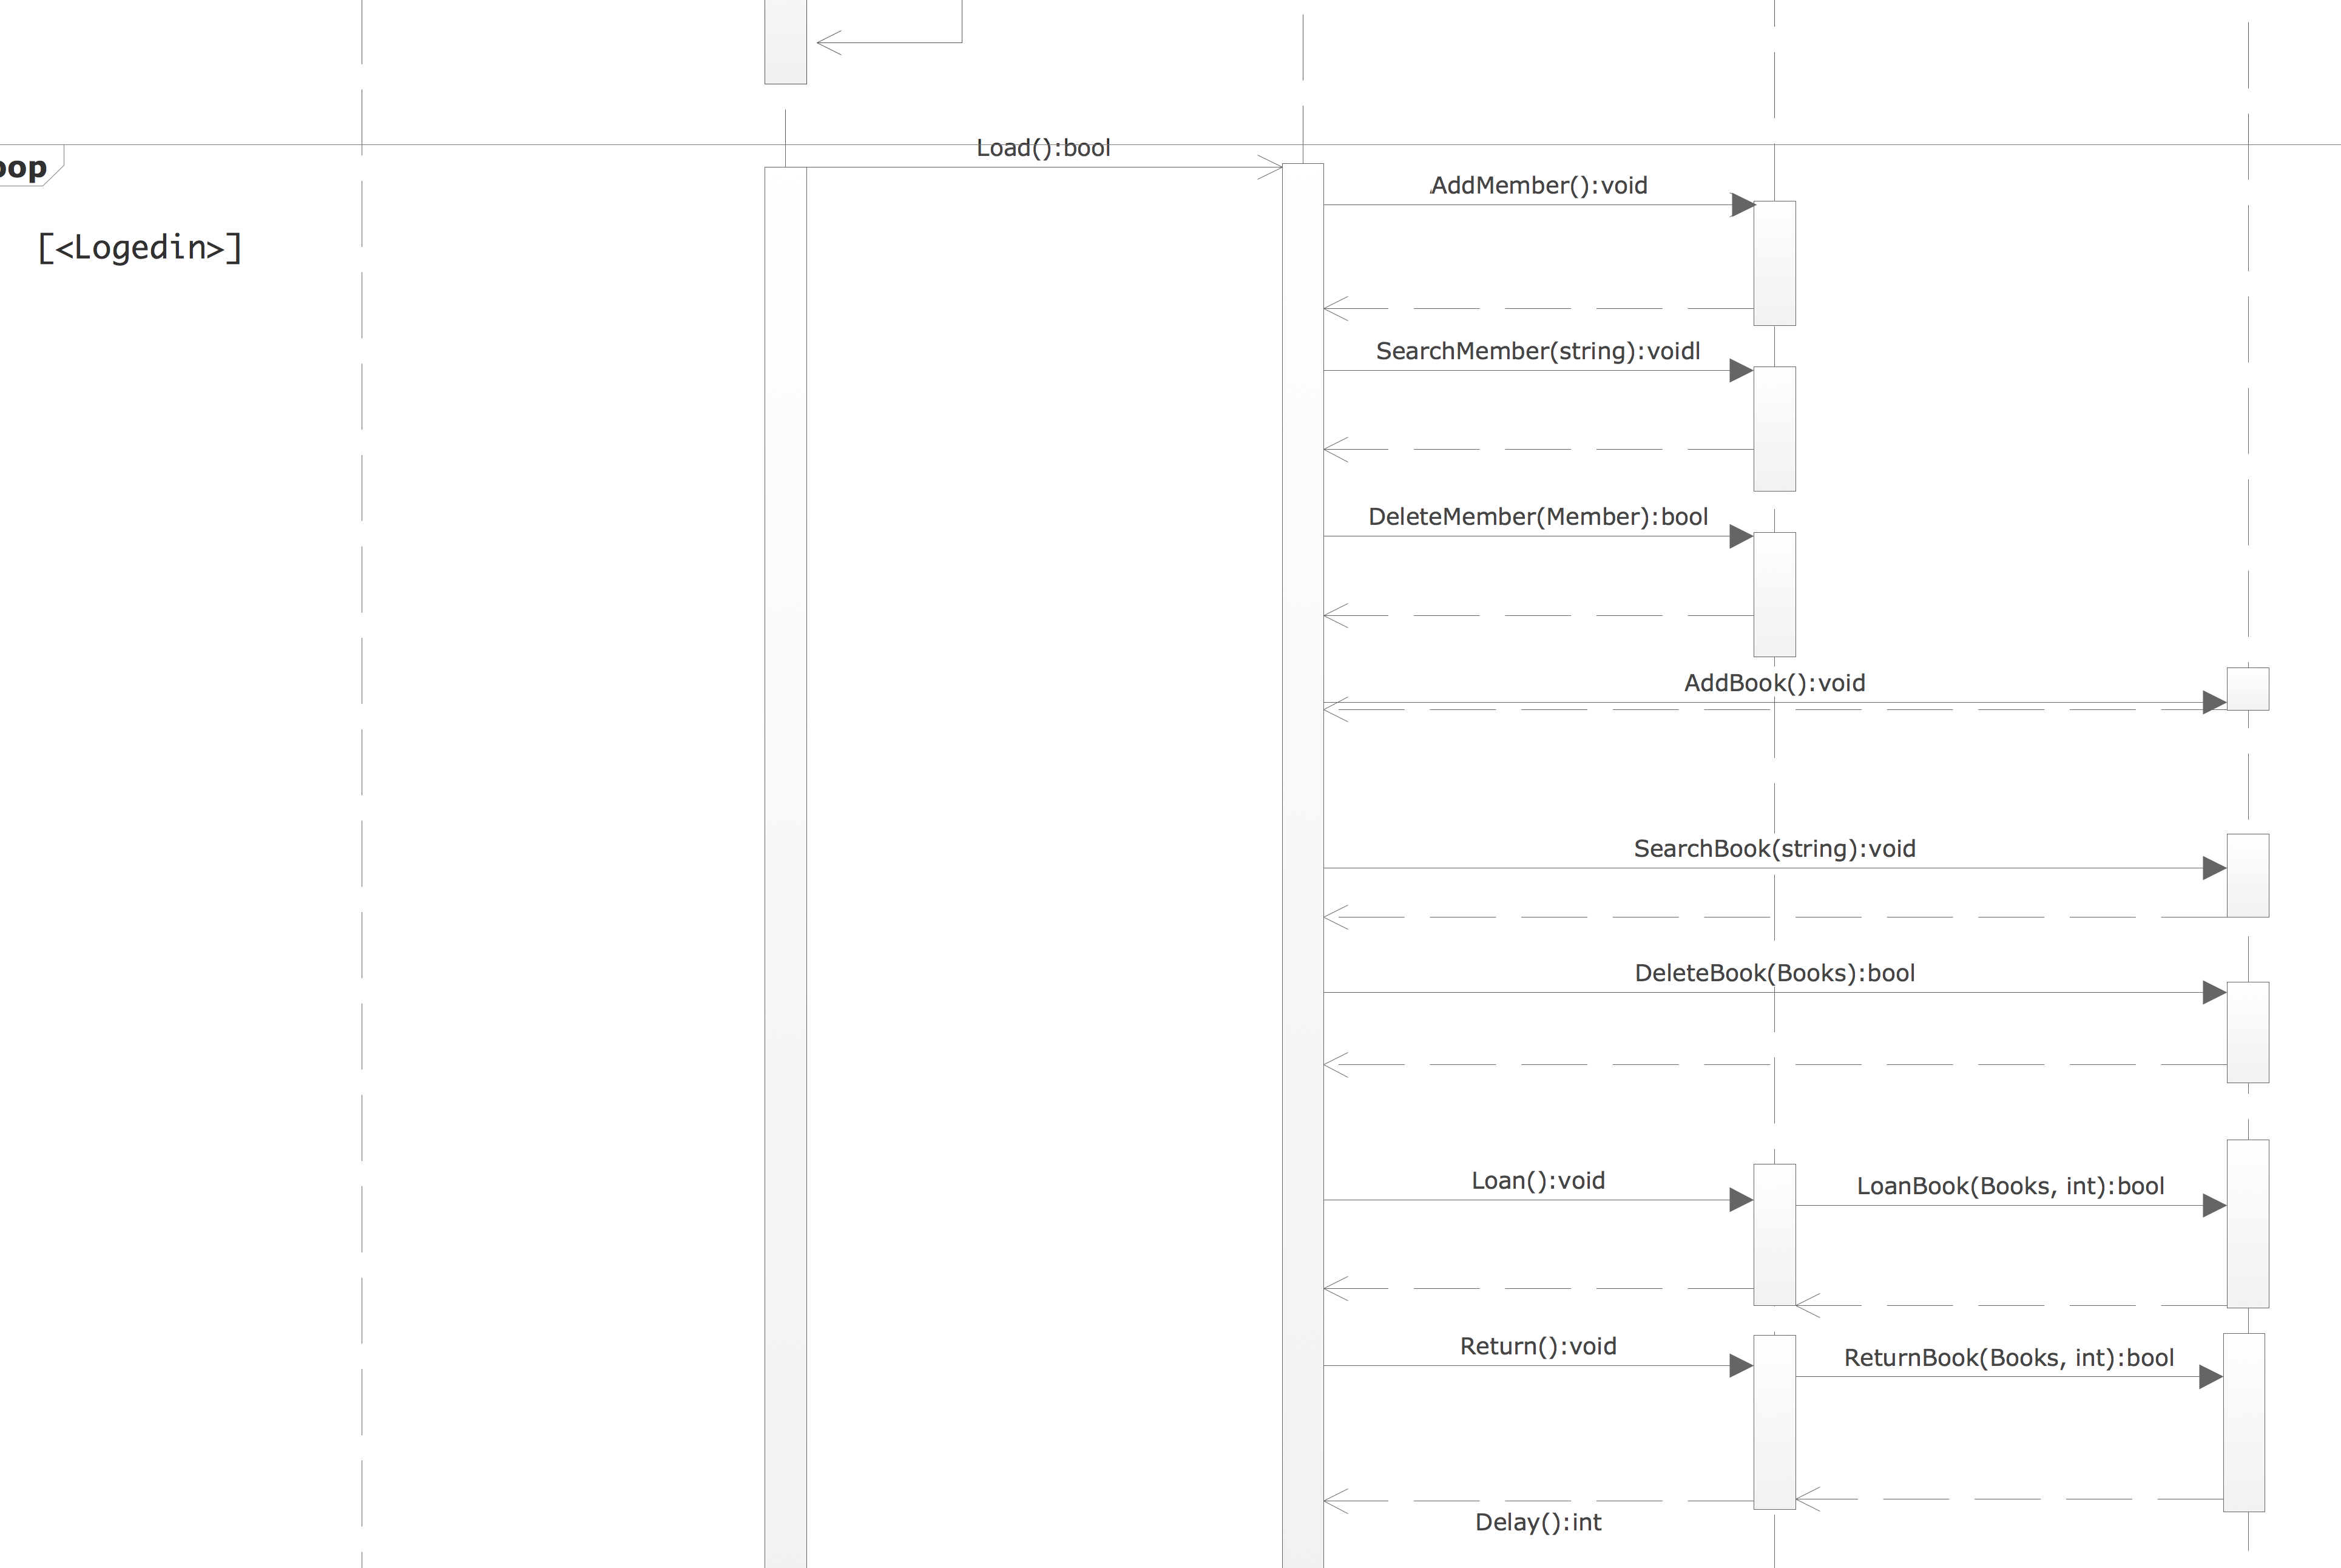 Load():bool
oop
AddMember():void
[<Logedin>]
SearchMember(string):voidl
DeleteMember(Member):bool
AddBook():void
SearchBook(string):void
DeleteBook(Books):bool
Loan():void
LoanBook(Books, int):bool
Return():void
ReturnBook(Books, int):bool
Delay():int